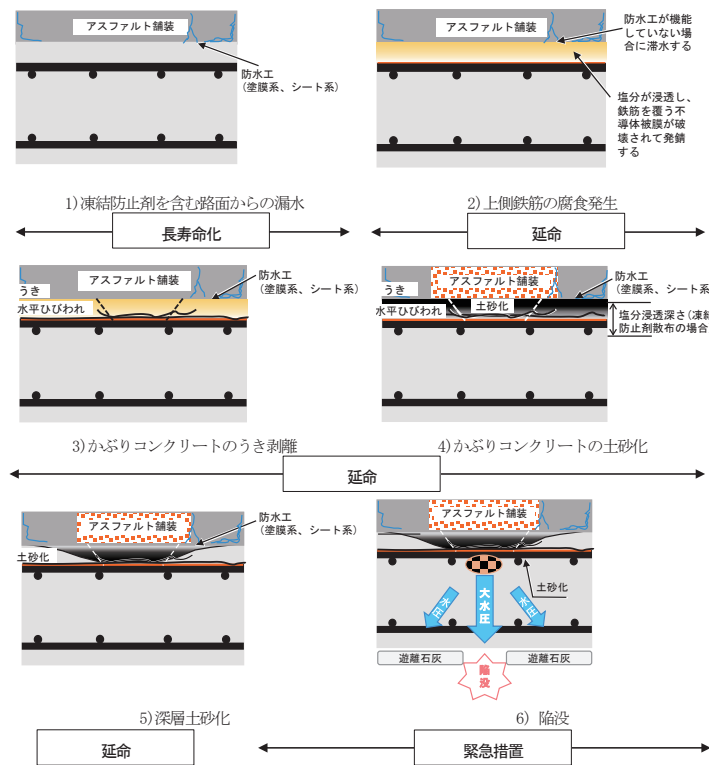 アスファルト舗装
防水工
（塗膜系、シート系）
アスファルト舗装
防水工が機能
していない場
合に滞水する
塩分が浸透し、
鉄筋を覆う不
導体被膜が破
壊されて発錆
する
1)凍結防止剤を含む路面からの漏水
2)上側鉄筋の腐食発生
長寿命化
延命
アスファルト舗装
うき
水平ひびわれ
防水工
（塗膜系、シート系）
アスファルト舗装
うき
水平ひびわれ
土砂化
防水工
（塗膜系、シート系
塩分浸透深さ（凍結
防止剤散布の場合
3)かぶりコンクリートのうき剥離
4)かぶりコンクリートの土砂化
延命
アスファルト舗装
土砂化
防水工
（塗膜系、シート系）
アスファルト舗装
土砂化
水圧
大水圧
水圧
遊離石灰
陥没
遊離石灰
5)深層土砂化
6) 陥没
延命
緊急措置